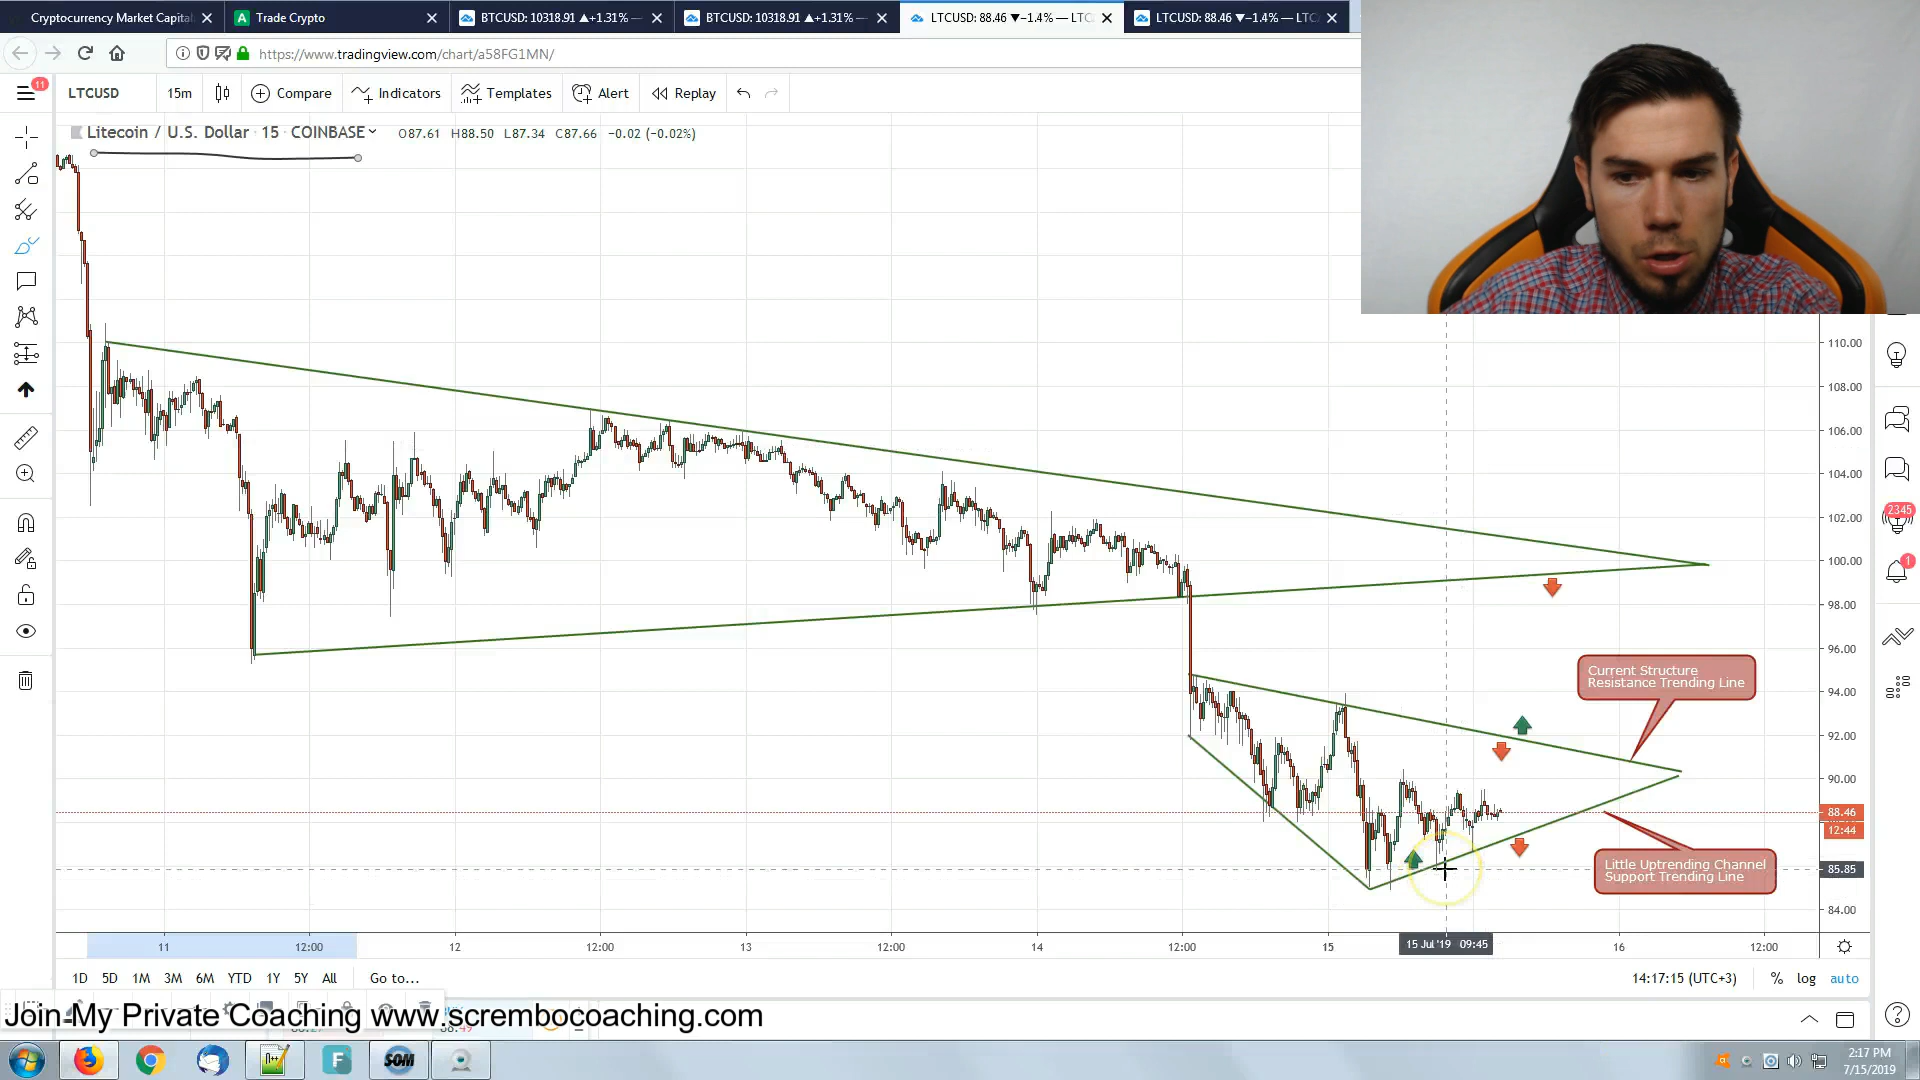 Cryptocurrency Market Capital
Trade Crypto
BTCUSD: 10318.91 ▲+1.31% —
BTCUSD: 10318.91 ▲+1.31% —
LTCUSD: 88.46 ▼−1.4% — LTC
LTCUSD: 88.46 ▼−1.4% — LTC
https://www.tradingview.com/chart/a58FG1MN/
11
LTCUSD
15m
Compare
Indicators
Templates
Alert
Replay
Litecoin / U.S. Dollar · 15 · COINBASE
O87.61 H88.50 L87.34 C87.66 −0.02 (−0.02%)
110.00
108.00
106.00
104.00
102.00
100.00
98.00
96.00
94.00
92.00
90.00
88.46
12:44
85.85
84.00
2345
1
Current Structure
Resistance Trending Line
Little Uptrending Channel
Support Trending Line
11
12:00
12
12:00
13
12:00
14
12:00
15
15 Jul '19 09:45
16
12:00
1D
5D
1M
3M
6M
YTD
1Y
5Y
All
Go to...
14:17:15 (UTC+3)
%
log
auto
Join My Private Coaching www.scrembocoaching.com
SOM
2:17 PM
7/15/2019